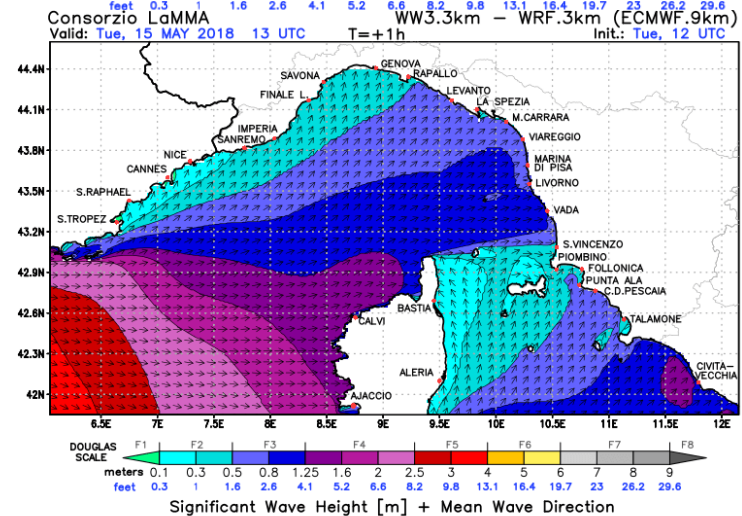 feet 0.3 1 1.6 2.6 4.1 5.2 6.6 8.2 9.8 13.1 16.4 19.7 23 26.2 29.6
Consorzio LaMMA WW3.3km – WRF.3km (ECMWF.9km)
Valid: Tue, 15 MAY 2018 13 UTC T=+1h Init.: Tue, 12 UTC
44.4N
44.1N
43.8N
43.5N
43.2N
42.9N
42.6N
42.3N
42N
GENOVA
RAPALLO
SAVONA
LEVANTO
FINALE L.
LA SPEZIA
M.CARRARA
IMPERIA
SANREMO
VIAREGGIO
NICE
MARINA
DI PISA
CANNES
LIVORNO
S.RAPHAEL
VADA
S.TROPEZ
S.VINCENZO
PIOMBINO
FOLLONICA
PUNTA ALA
C.D.PESCAIA
BASTIA
CALVI
TALAMONE
ALERIA
CIVITA–
VECCHIA
AJACCIO
6.5E 7E 7.5E 8E 8.5E 9E 9.5E 10E 10.5E 11E 11.5E 12E
DOUGLAS
SCALE
F1 F2 F3 F4 F5 F6 F7 F8
meters 0.1 0.3 0.5 0.8 1.25 1.6 2 2.5 3 4 5 6 7 8 9
feet 0.3 1 1.6 2.6 4.1 5.2 6.6 8.2 9.8 13.1 16.4 19.7 23 26.2 29.6
Significant Wave Height [m] + Mean Wave Direction